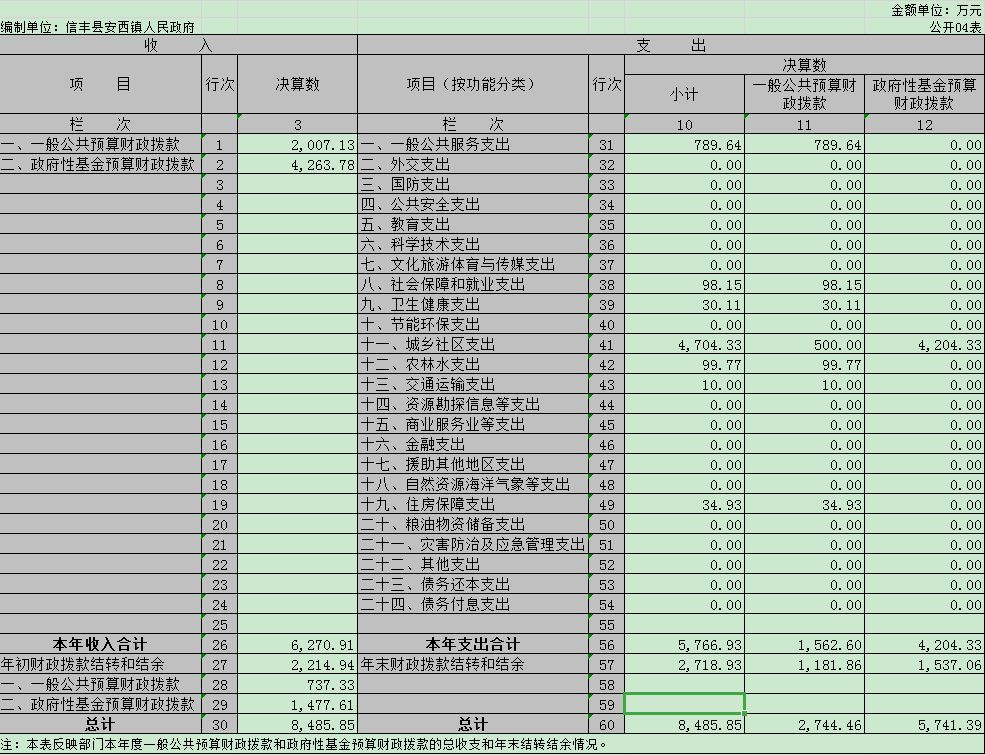 金额单位：万元
编制单位：信丰县安西镇人民政府 公开04表
收 入 支 出
项 目 行次 决算数 项目（按功能分类） 行次 决算数
小计 一般公共预算财政拨款 政府性基金预算财政拨款
栏 次 3 栏 次 10 11 12
一、一般公共预算财政拨款 1 2,007.13 一、一般公共服务支出 31 789.64 789.64 0.00
二、政府性基金预算财政拨款 2 4,263.78 二、外交支出 32 0.00 0.00 0.00
3 三、国防支出 33 0.00 0.00 0.00
4 四、公共安全支出 34 0.00 0.00 0.00
5 五、教育支出 35 0.00 0.00 0.00
6 六、科学技术支出 36 0.00 0.00 0.00
7 七、文化旅游体育与传媒支出 37 0.00 0.00 0.00
8 八、社会保障和就业支出 38 98.15 98.15 0.00
9 九、卫生健康支出 39 30.11 30.11 0.00
10 十、节能环保支出 40 0.00 0.00 0.00
11 十一、城乡社区支出 41 4,704.33 500.00 4,204.33
12 十二、农林水支出 42 99.77 99.77 0.00
13 十三、交通运输支出 43 10.00 10.00 0.00
14 十四、资源勘探信息等支出 44 0.00 0.00 0.00
15 十五、商业服务业等支出 45 0.00 0.00 0.00
16 十六、金融支出 46 0.00 0.00 0.00
17 十七、援助其他地区支出 47 0.00 0.00 0.00
18 十八、自然资源海洋气象等支出 48 0.00 0.00 0.00
19 十九、住房保障支出 49 34.93 34.93 0.00
20 二十、粮油物资储备支出 50 0.00 0.00 0.00
21 二十一、灾害防治及应急管理支出 51 0.00 0.00 0.00
22 二十二、其他支出 52 0.00 0.00 0.00
23 二十三、债务还本支出 53 0.00 0.00 0.00
24 二十四、债务付息支出 54 0.00 0.00 0.00
25 55
本年收入合计 26 6,270.91 本年支出合计 56 5,766.93 1,562.60 4,204.33
年初财政拨款结转和结余 27 2,214.94 年末财政拨款结转和结余 57 2,718.93 1,181.86 1,537.06
一、一般公共预算财政拨款 28 737.33 58
二、政府性基金预算财政拨款 29 1,477.61 59
总计 30 8,485.85 总计 60 8,485.85 2,744.46 5,741.39
注：本表反映部门本年度一般公共预算财政拨款和政府性基金预算财政拨款的总收支和年末结转结余情况。